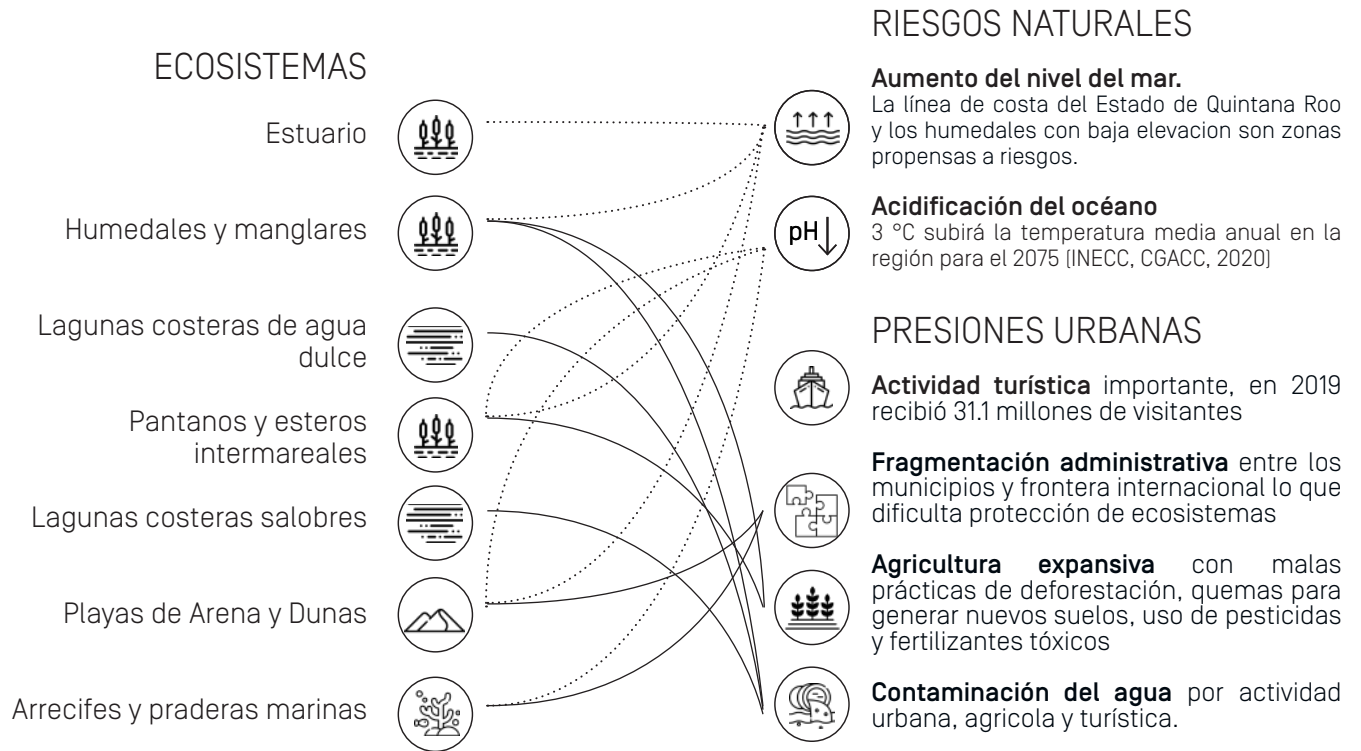 ECOSISTEMAS
Estuario
Humedales y manglares
Lagunas costeras de agua
dulce
Pantanos y esteros
intermareales
Lagunas costeras salobres
Playas de Arena y Dunas
Arrecifes y praderas marinas
RIESGOS NATURALES
Aumento del nivel del mar.
La línea de costa del Estado de Quintana Roo
y los humedales con baja elevacion son zonas
propensas a riesgos.
pH
Acidificación del océano
3 °C subirá la temperatura media anual en la
región para el 2075 (INECC, CGACC, 2020)
PRESIONES URBANAS
Actividad turística importante, en 2019
recibió 31.1 millones de visitantes
Fragmentación administrativa entre los
municipios y frontera internacional lo que
dificulta protección de ecosistemas
Agricultura expansiva con malas
prácticas de deforestación, quemas para
generar nuevos suelos, uso de pesticidas
y fertilizantes tóxicos
Contaminación del agua por actividad
urbana, agricola y turística.